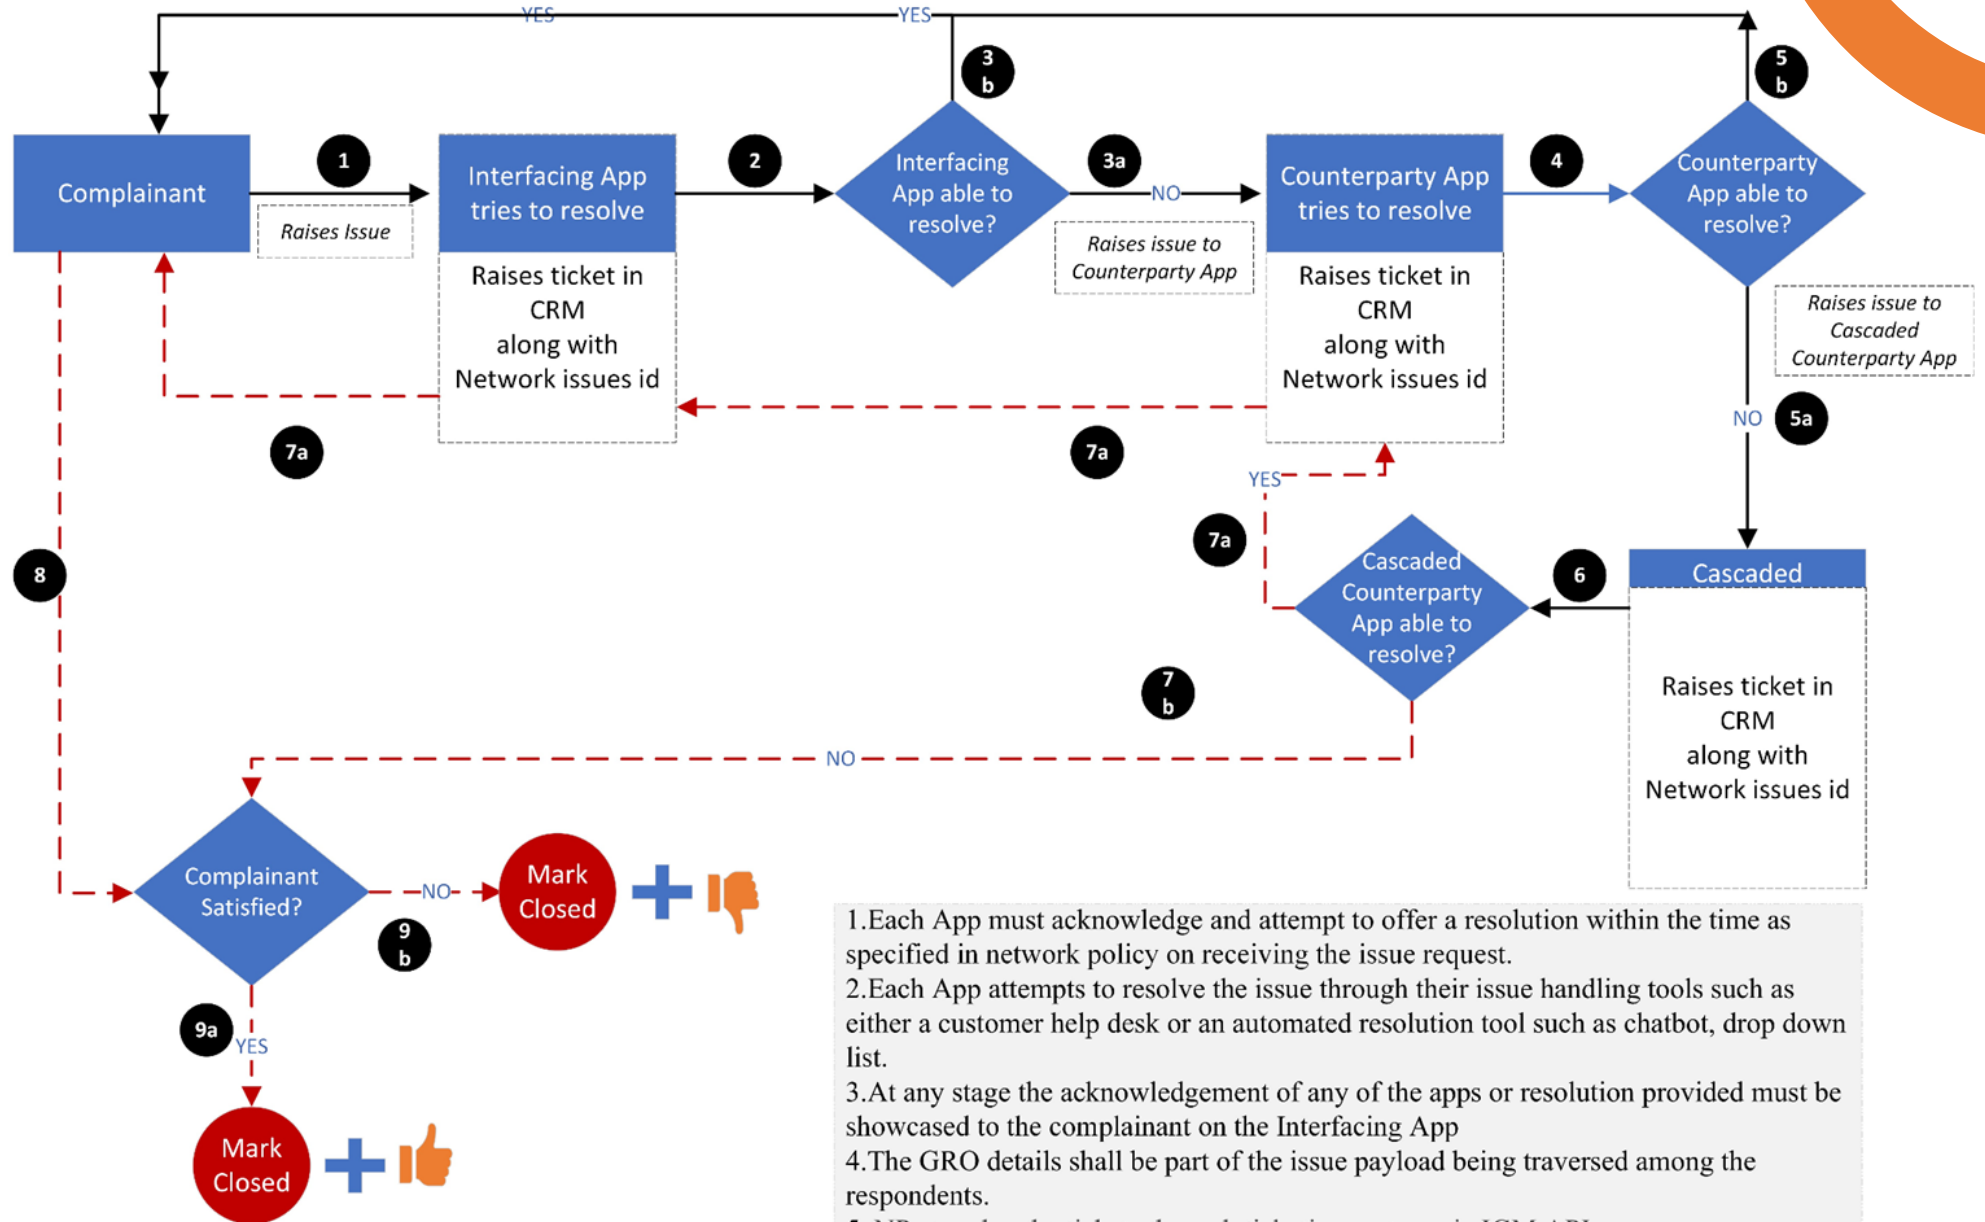 YES
YES
3
b
5
b
Complainant
1
Raises Issue
Interfacing App
tries to resolve
Raises ticket in
CRM
along with
Network issues id
2
Interfacing
App able to
resolve?
3a
NO
Raises issue to
Counterparty App
Counterparty App
tries to resolve
Raises ticket in
CRM
along with
Network issues id
4
Counterparty
App able to
resolve?
Raises issue to
Cascaded
Counterparty App
NO
5a
7a
7a
YES
7a
Cascaded
Counterparty
App able to
resolve?
6
Cascaded
Raises ticket in
CRM
along with
Network issues id
8
7
b
NO
Complainant
Satisfied?
NO
9
b
Mark
Closed
9a
YES
Mark
Closed
1.Each App must acknowledge and attempt to offer a resolution within the time as
specified in network policy on receiving the issue request.
2.Each App attempts to resolve the issue through their issue handling tools such as
either a customer help desk or an automated resolution tool such as chatbot, drop down
list.
3.At any stage the acknowledgement of any of the apps or resolution provided must be
showcased to the complainant on the Interfacing App
4.The GRO details shall be part of the issue payload being traversed among the
respondents.